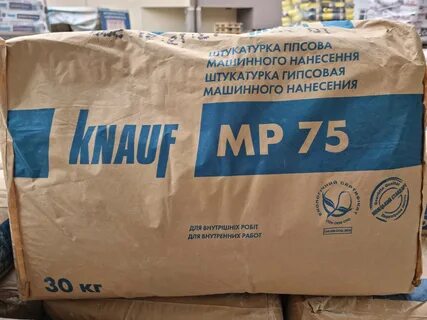 ШТУКАТУРКА ГІПСОВА
МАШИННОГО НАНЕСЕННЯ
ШТУКАТУРКА ГИПСОВАЯ
МАШИННОГО НАНЕСЕНИЯ
KNAUF
MP 75
ДЛЯ ВНУТРІШНІХ РОБІТ
ДЛЯ ВНУТРЕННИХ РАБОТ
30 кг